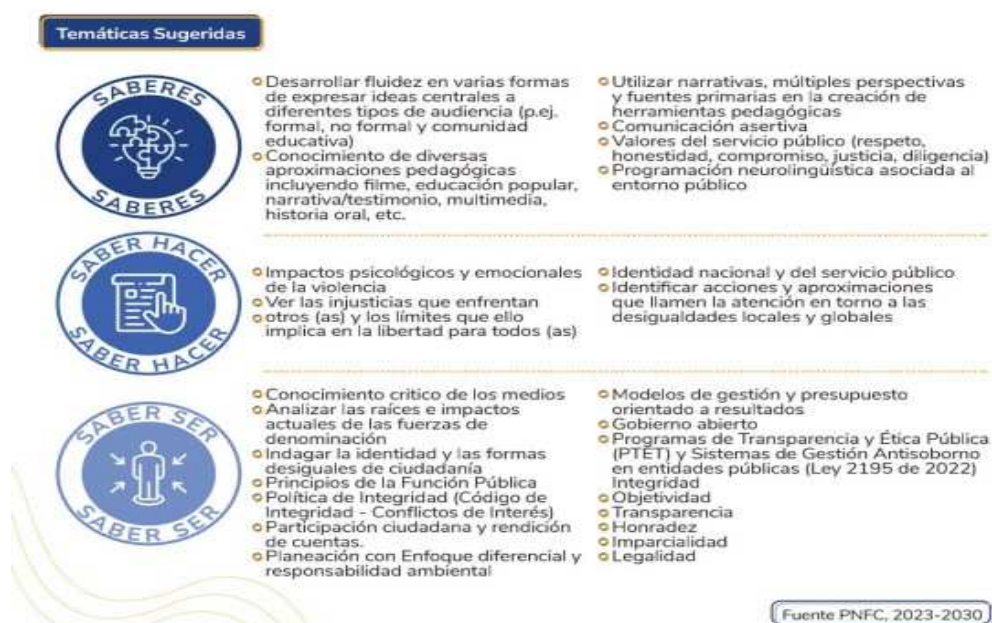 Temáticas Sugeridas
SABERES
SABERES
Desarrollar fluidez en varias formas
de expresar ideas centrales a
diferentes tipos de audiencia (p.ej,
formal, no formal y comunidad
educativa)
Conocimiento de diversas
aproximaciones pedagógicas
incluyendo filme, educación popular,
narrativa/testimonio, multimedia,
historia oral, etc.
Utilizar narrativas, múltiples perspectivas
y fuentes primarias en la creación de
herramientas pedagógicas
Comunicación asertiva
Valores del servicio público (respeto,
honestidad, compromiso, justicia, diligencia)
Programación neurolingüística asociada al
entorno público
SABER HACER
SABER HACER
Impactos psicológicos y emocionales
de la violencia
Ver las injusticias que enfrentan
otros (as) y los límites que ello
implica en la libertad para todos (as)
Identidad nacional y del servicio público
Identificar acciones y aproximaciones
que llamen la atención en torno a las
desigualdades locales y globales
SABER SER
SABER SER
Conocimiento critico de los medios
Analizar las raíces e impactos
actuales de las fuerzas de
denominación
Indagar la identidad y las formas
desiguales de ciudadanía
Principios de la Función Pública
Política de Integridad (Código de
Integridad - Conflictos de Interés)
Participación ciudadana y rendición
de cuentas.
Planeación con Enfoque diferencial y
responsabilidad ambiental
Modelos de gestión y presupuesto
orientado a resultados
Gobierno abierto
Programas de Transparencia y Ética Pública
(PTET) y Sistemas de Gestión Antisoborno
en entidades públicas (Ley 2195 de 2022)
Integridad
Objetividad
Transparencia
Honradez
Imparcialidad
Legalidad
Fuente PNFC, 2023-2030